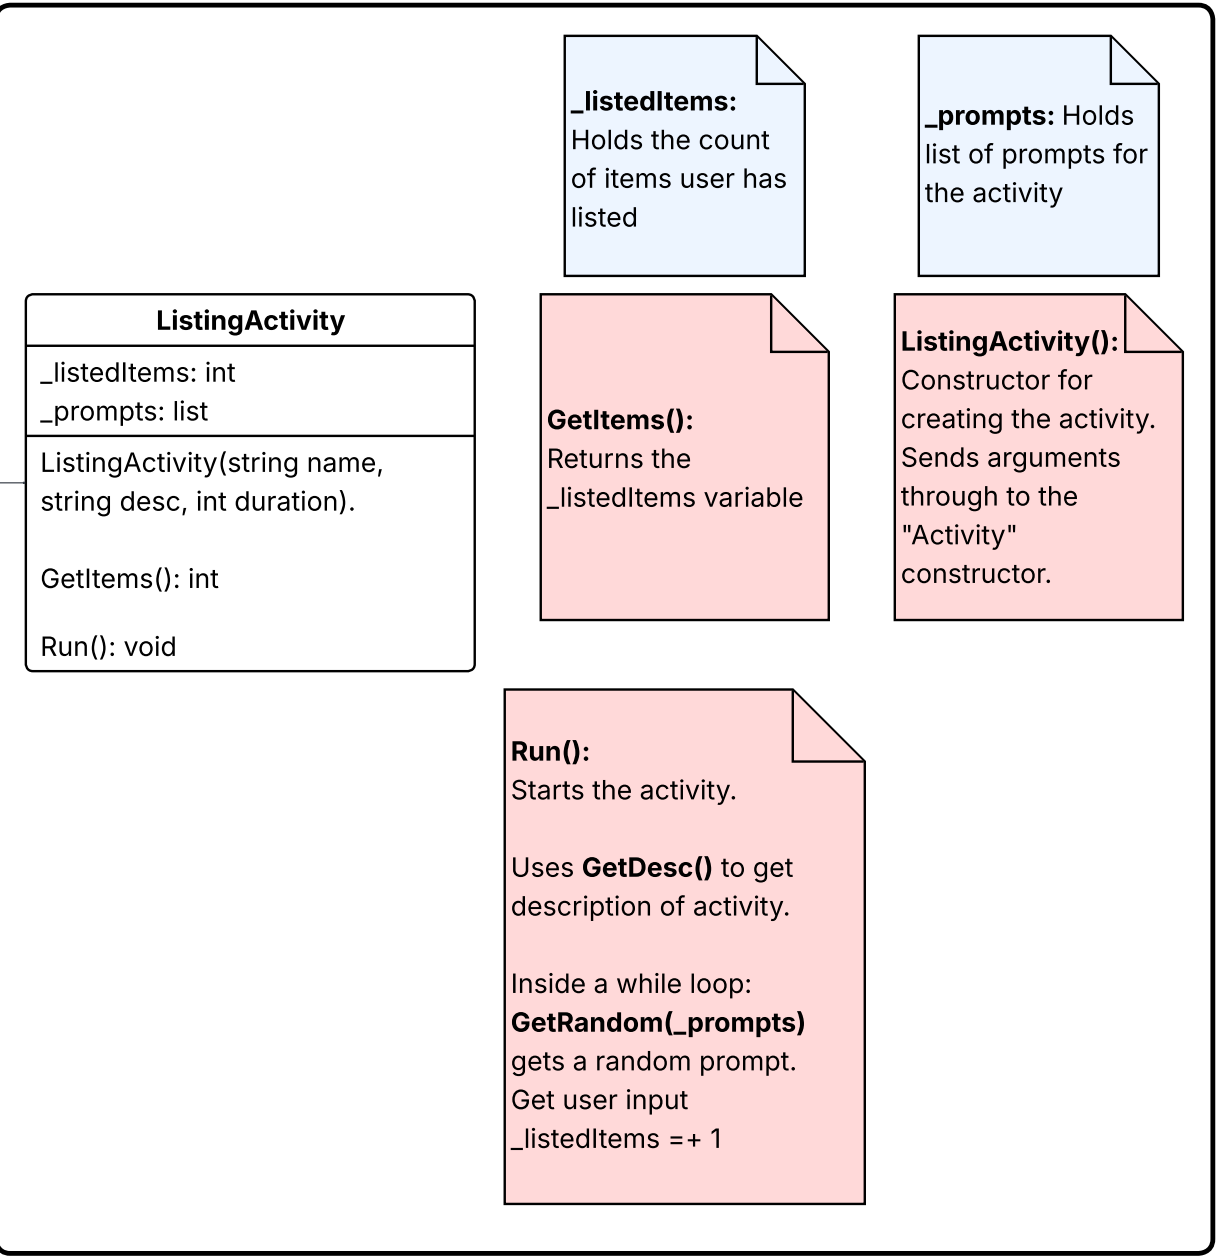 _listedItems:
Holds the count
of items user has
listed
_prompts: Holds
list of prompts for
the activity
ListingActivity
_listedItems: int
_prompts: list
ListingActivity(string name,
string desc, int duration).
GetItems(): int
Run(): void
GetItems():
Returns the
_listedItems variable
ListingActivity():
Constructor for
creating the activity.
Sends arguments
through to the
"Activity"
constructor.
Run():
Starts the activity.
Uses GetDesc() to get
description of activity.
Inside a while loop:
GetRandom(_prompts)
gets a random prompt.
Get user input
_listedItems =+ 1